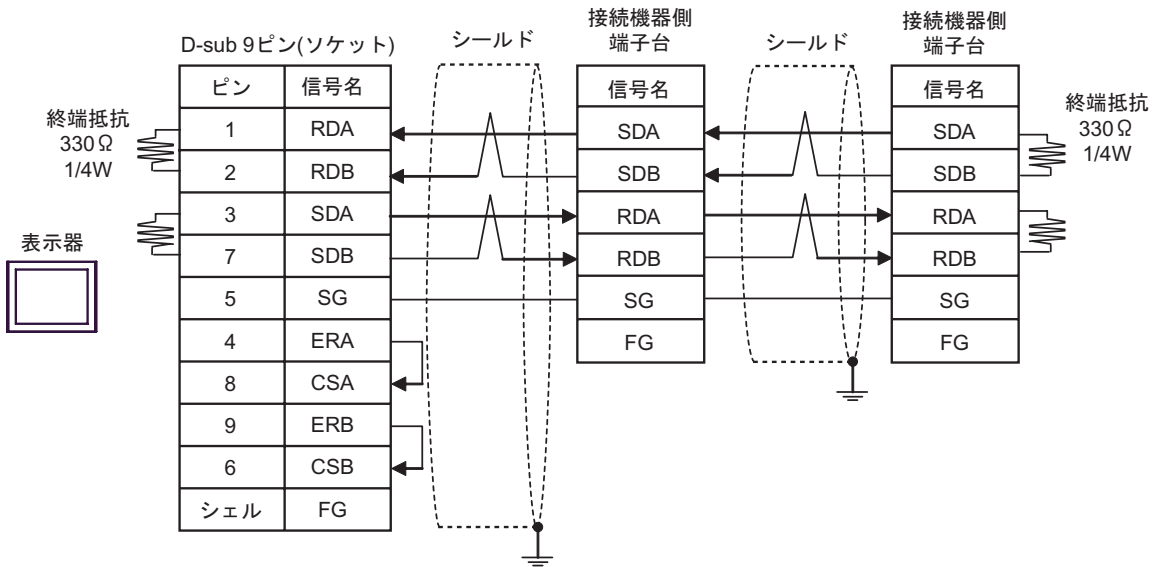 D-sub 9ピン(ソケット)
シールド
接続機器側
端子台
シールド
接続機器側
端子台
ピン 信号名
1 RDA
2 RDB
3 SDA
7 SDB
5 SG
4 ERA
8 CSA
9 ERB
6 CSB
シェル FG
終端抵抗
330Ω
1/4W
表示器
信号名
SDA
SDB
RDA
RDB
SG
FG
信号名
SDA
SDB
RDA
RDB
SG
FG
終端抵抗
330Ω
1/4W